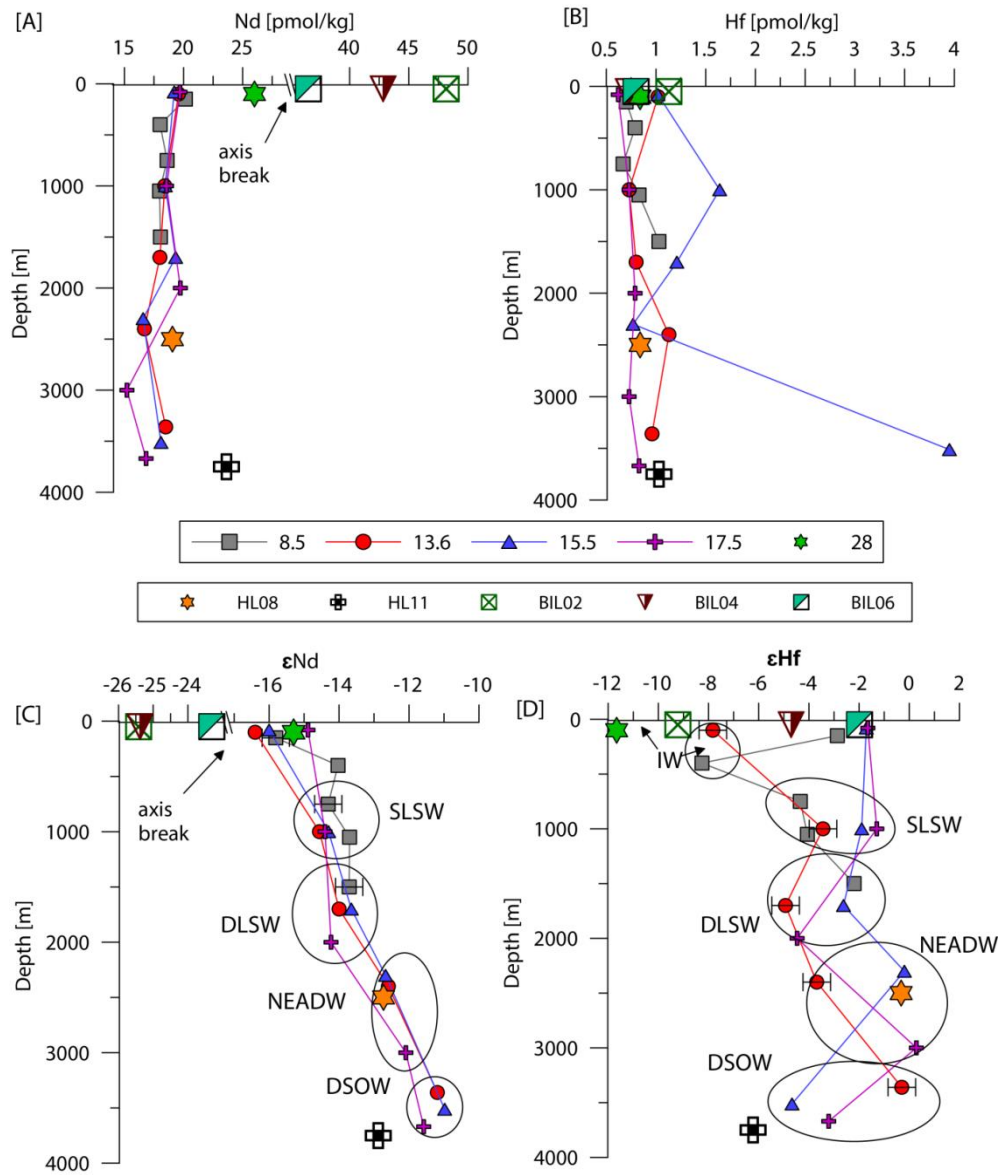 [A]
Nd [pmol/kg]
15 20 25 40 45 50
0
1000
2000
3000
4000
Depth [m]
axis
break
[B]
Hf [pmol/kg]
0.5 1 1.5 2 2.5 3 3.5 4
0
1000
2000
3000
4000
Depth [m]
8.5 13.6 15.5 17.5 28
HL08 HL11 BIL02 BIL04 BIL06
[C]
εNd
-26 -25 -24 -16 -14 -12 -10
0
1000
2000
3000
4000
Depth [m]
axis
break
SLSW
DLSW
NEADW
DSOW
[D]
εHf
-12 -10 -8 -6 -4 -2 0 2
0
1000
2000
3000
4000
Depth [m]
IW
SLSW
DLSW
NEADW
DSOW